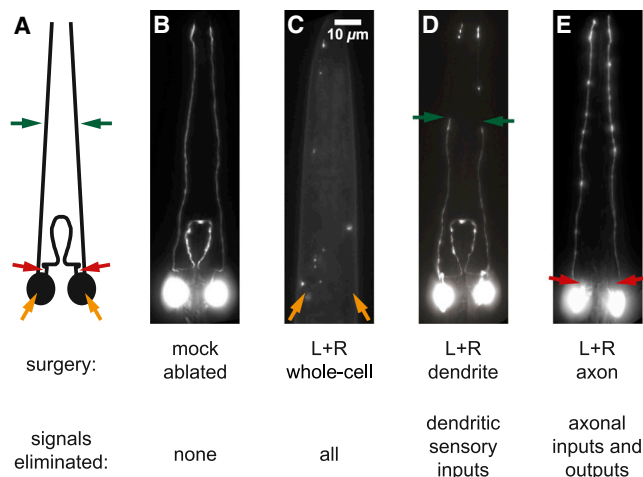 A
B
C
D
E
10 µm
surgery:
mock
ablated
L+R
whole-cell
L+R
dendrite
L+R
axon
signals
eliminated:
none
all
dendritic
sensory
inputs
axonal
inputs and
outputs